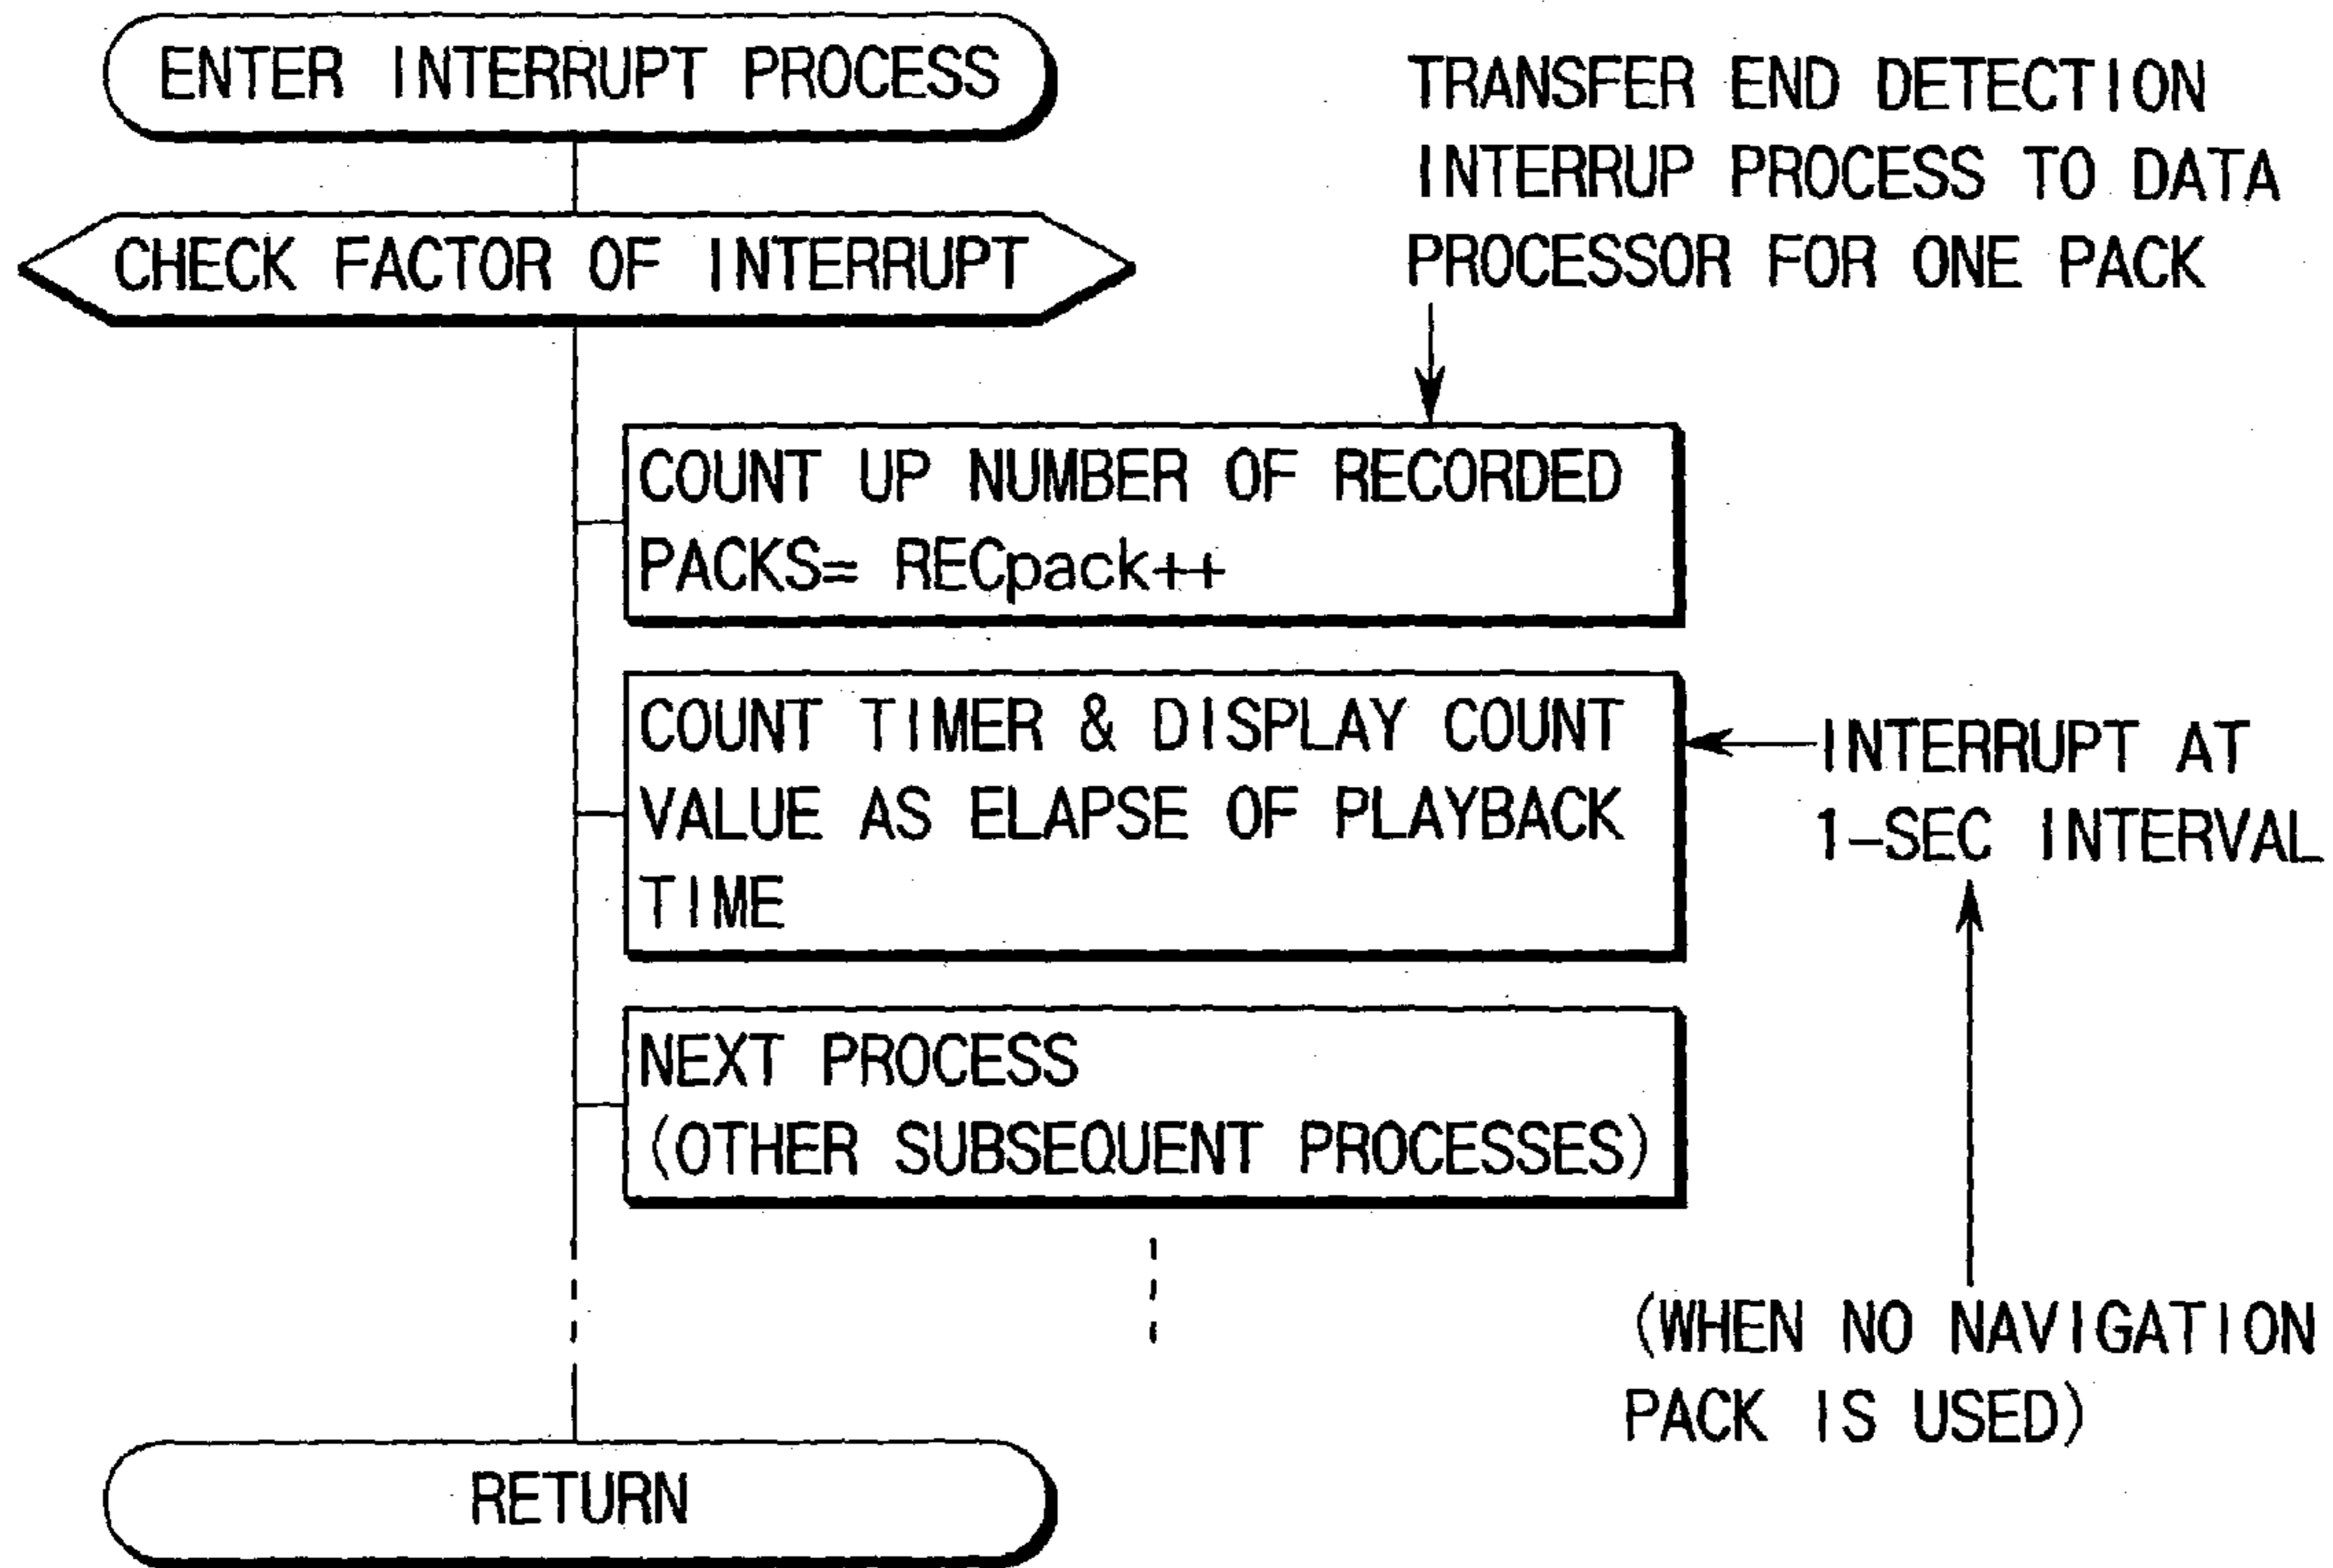 ENTER INTERRUPT PROCESS
CHECK FACTOR OF INTERRUPT
TRANSFER END DETECTION
INTERRUP PROCESS TO DATA
PROCESSOR FOR ONE PACK
COUNT UP NUMBER OF RECORDED
PACKS= RECpack++
COUNT TIMER & DISPLAY COUNT
VALUE AS ELAPSE OF PLAYBACK
TIME
INTERRUPT AT
1-SEC INTERVAL
NEXT PROCESS
(OTHER SUBSEQUENT PROCESSES)
(WHEN NO NAVIGATION
PACK IS USED)
RETURN